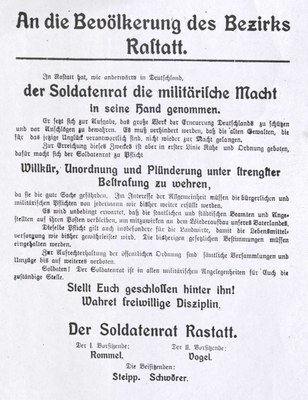 An die Bevölkerung des Bezirks
Rastatt.
In Rastatt hat, wie anderwärts in Deutschland,
der Soldatenrat die militärische Macht
in seine Hand genommen.
Er setzt sich zur Aufgabe, das große Werk der Erneuerung Deutschlands zu schützen
und vor Anschlägen zu bewahren. Es muß verhindert werden, daß die alten Gewalten, die
für das jetzige Unglück verantwortlich sind, nicht wieder zur Macht gelangen.
Zur Erreichung dieses Zweckes ist aber in erster Linie Ruhe und Ordnung geboten,
dafür macht sich der Soldatenrat zu Pflicht
Willkür, Unordnung und Plünderung unter strengster
Bestrafung zu wehren,
da sie die gute Sache gefährden. Im Interesse der Allgemeinheit müssen die bürgerlichen und
militärischen Pflichten von jedermann wie bisher weiter erfüllt werden.
Es wird unbedingt erwartet, daß die staatlichen und städtischen Beamten und Ange-
stellten auf ihren Posten verbleiben, um mitzuwirken an dem Wiederaufbau unseres Vaterlandes.
Dieselbe Pflicht gilt auch insbesondere für die Landwirte, damit die Lebensmittel-
versorgung wie bisher gewährleistet wird. Die bisherigen gesetzlichen Bestimmungen müssen
eingehalten werden.
Zur Aufrechterhaltung der öffentlichen Ordnung sind sämtliche Versammlungen und
Umzüge bis auf weiteres verboten.
Soldaten! Der Soldatenrat ist in allen militärischen Angelegenheiten für Euch die
zuständige Stelle.
Stellt Euch geschlossen hinter ihn!
Wahret freiwillige Disziplin.
Der Soldatenrat Rastatt.
Der I. Vorsitzende: Der II. Vorsitzende:
Rommel. Vogel.
Die Beisitzenden:
Steipp. Schwörer.